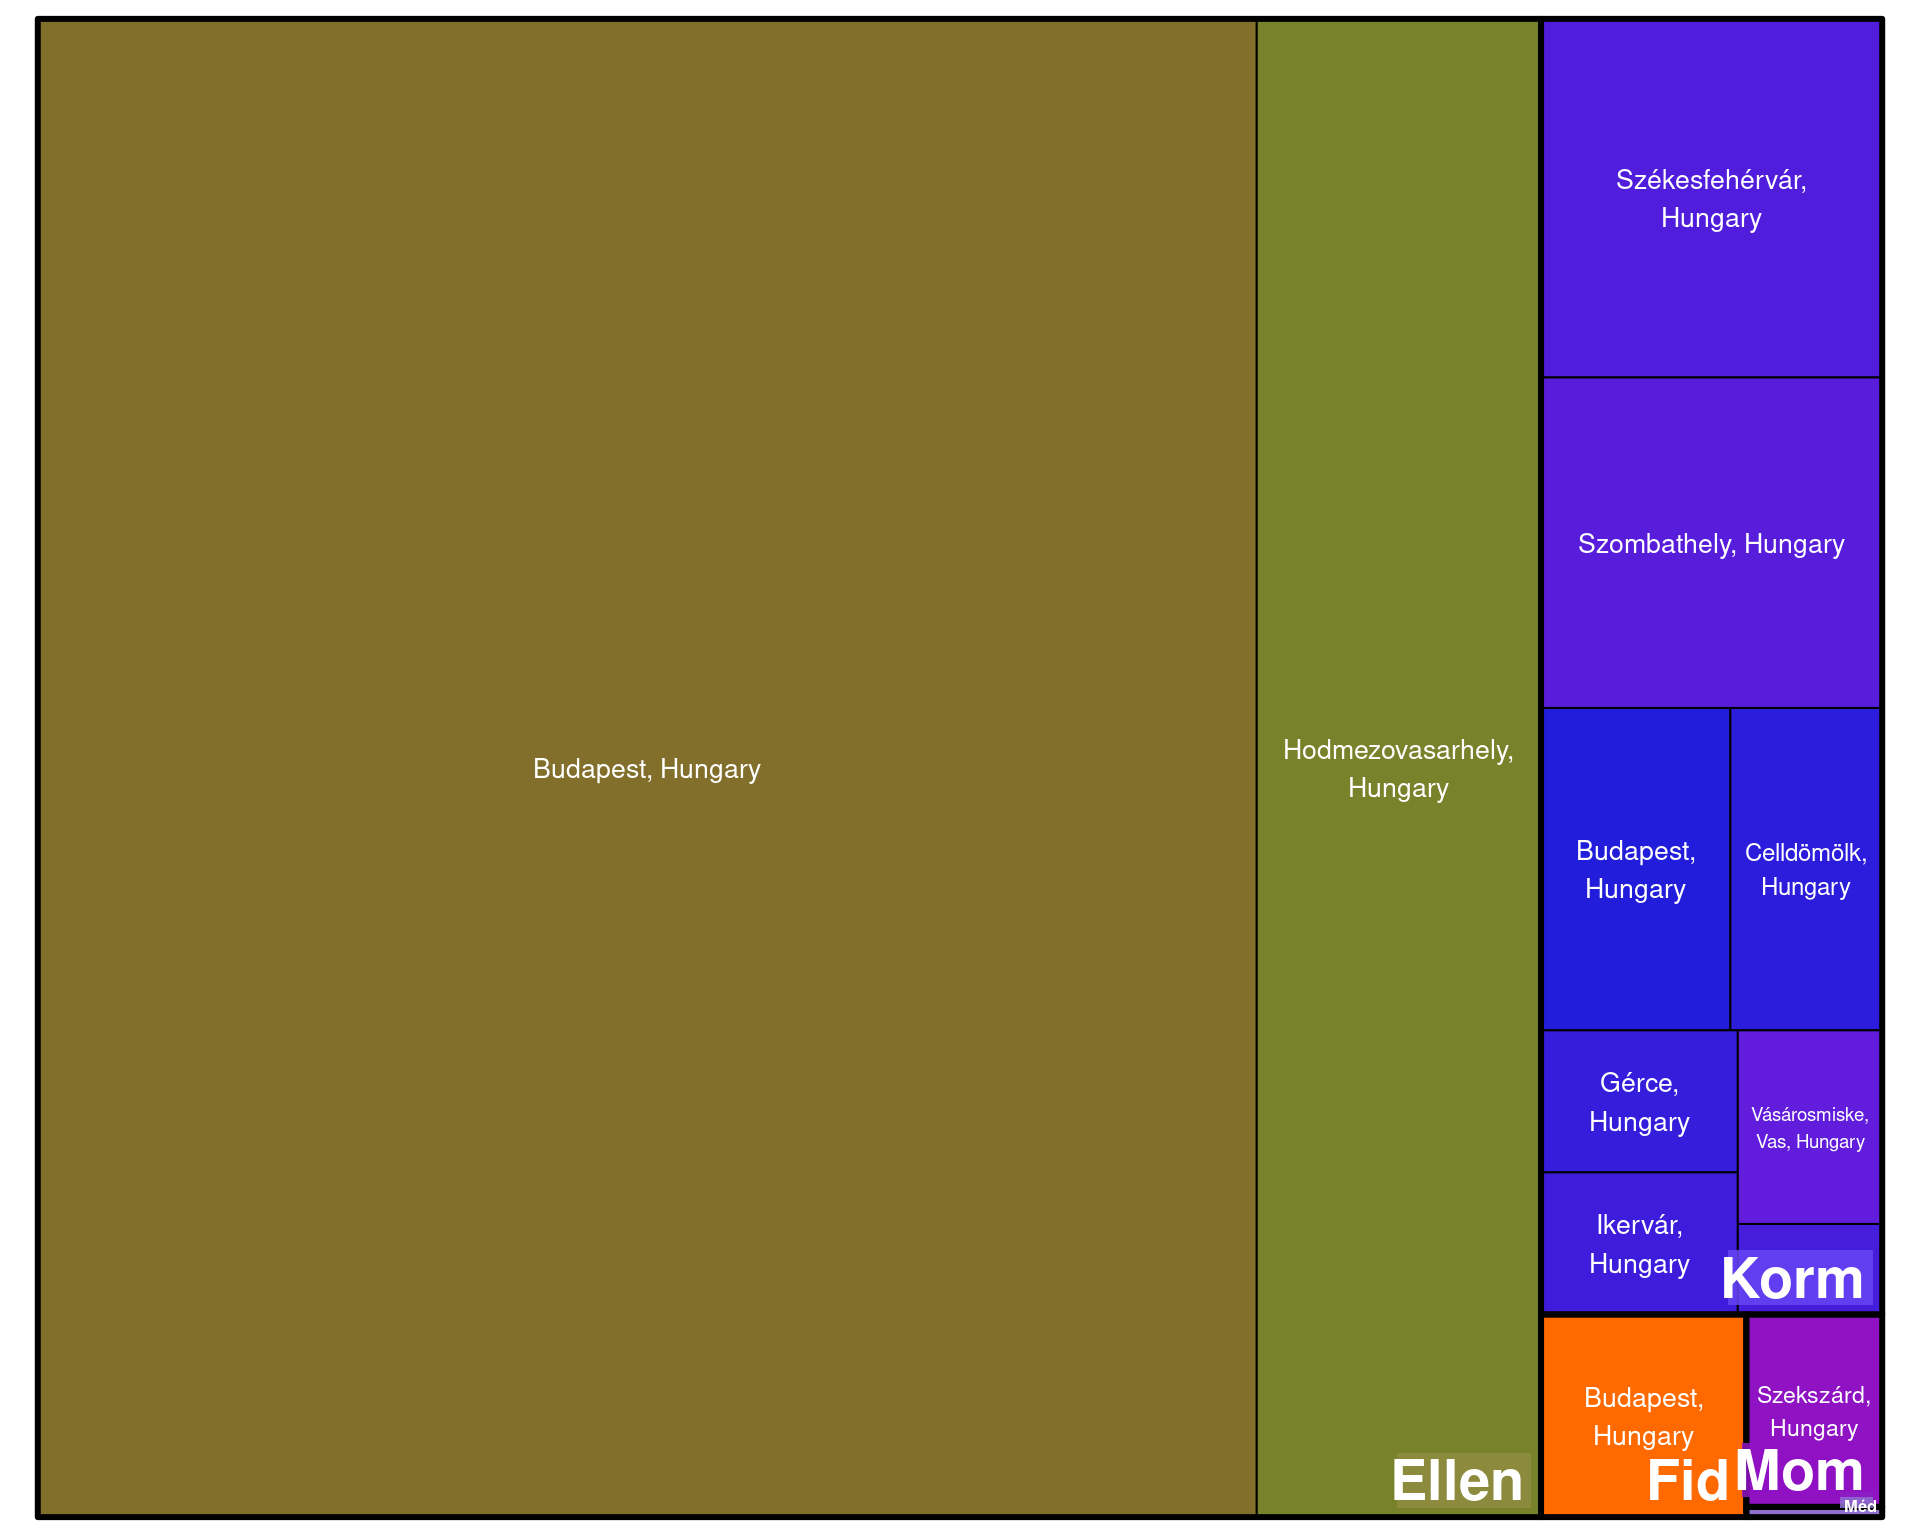 Budapest, Hungary
Hodmezovasarhely,
Hungary
Ellen
Székesfehérvár,
Hungary
Szombathely, Hungary
Budapest,
Hungary
Celldömölk,
Hungary
Gérce,
Hungary
Vásárosmiske,
Vas, Hungary
Ikervár,
Hungary
Korm
Budapest,
Hungary
Fid
Szekszárd,
Hungary
Mom
Méd